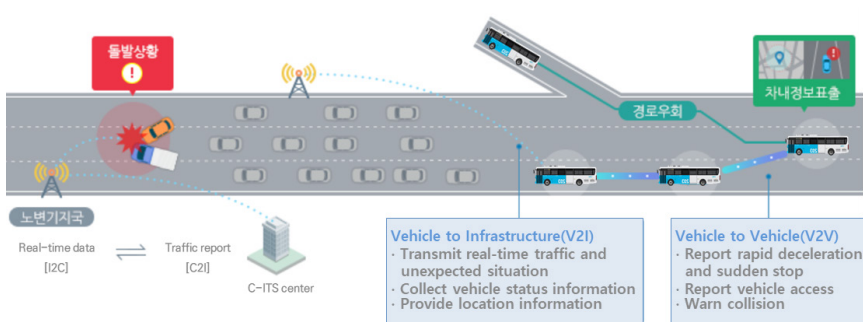 돌발상황
!
차내정보표출
경로우회
노변기지국
Real-time data
[I2C]
Traffic report
[C2I]
C-ITS center
Vehicle to Infrastructure(V2I)
· Transmit real-time traffic and
unexpected situation
· Collect vehicle status information
· Provide location information
Vehicle to Vehicle(V2V)
· Report rapid deceleration
and sudden stop
· Report vehicle access
· Warn collision